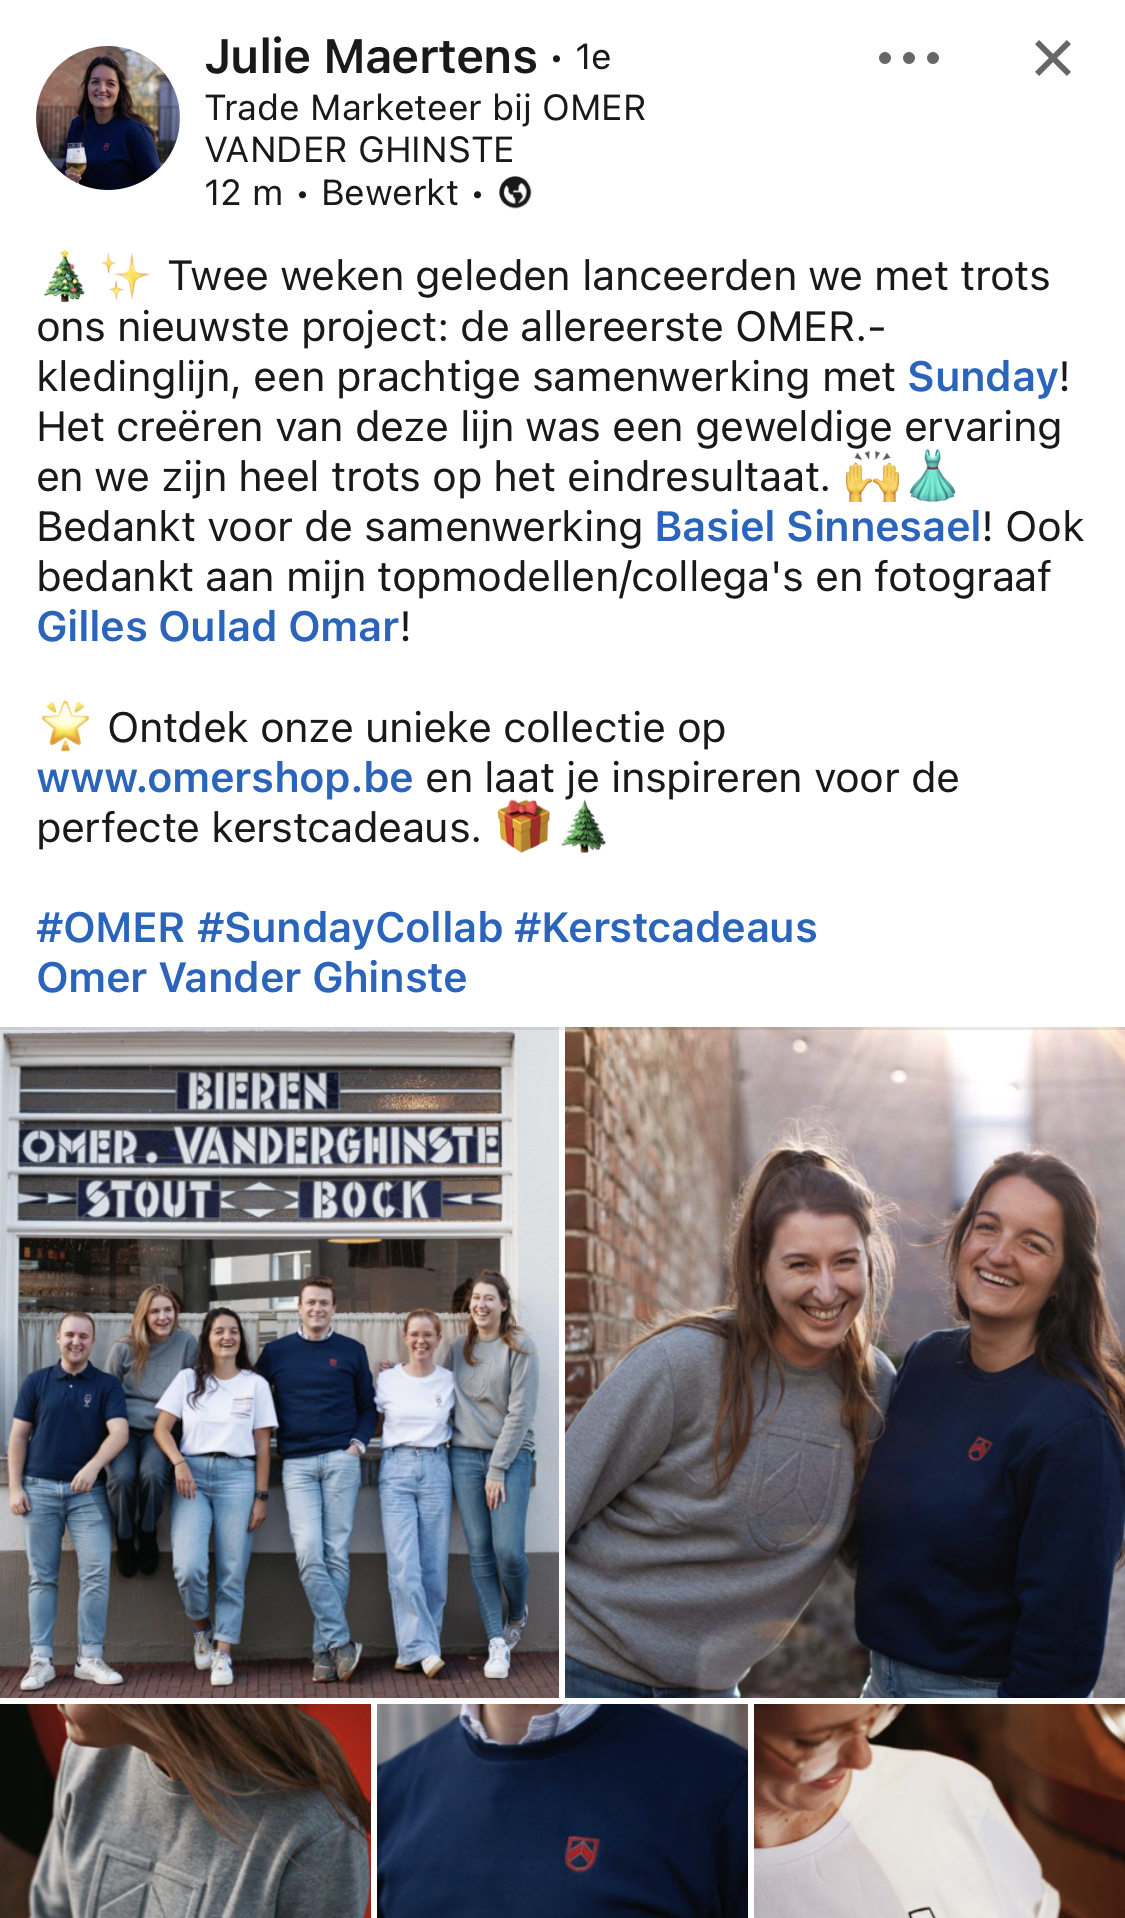 Julie Maertens • 1e
Trade Marketeer bij OMER
VANDER GHINSTE
12 m • Bewerkt •
🎄✨ Twee weken geleden lanceerden we met trots
ons nieuwste project: de allereerste OMER.-
kledinglijn, een prachtige samenwerking met Sunday!
Het creëren van deze lijn was een geweldige ervaring
en we zijn heel trots op het eindresultaat. 🙌👗
Bedankt voor de samenwerking Basiel Sinnesael! Ook
bedankt aan mijn topmodellen/collega's en fotograaf
Gilles Oulad Omar!
🌟 Ontdek onze unieke collectie op
www.omershop.be en laat je inspireren voor de
perfecte kerstcadeaus. 🎁🌲
#OMER #SundayCollab #Kerstcadeaus
Omer Vander Ghinste
BIEREN
OMER. VANDERGHINSTE
STOUT BOCK